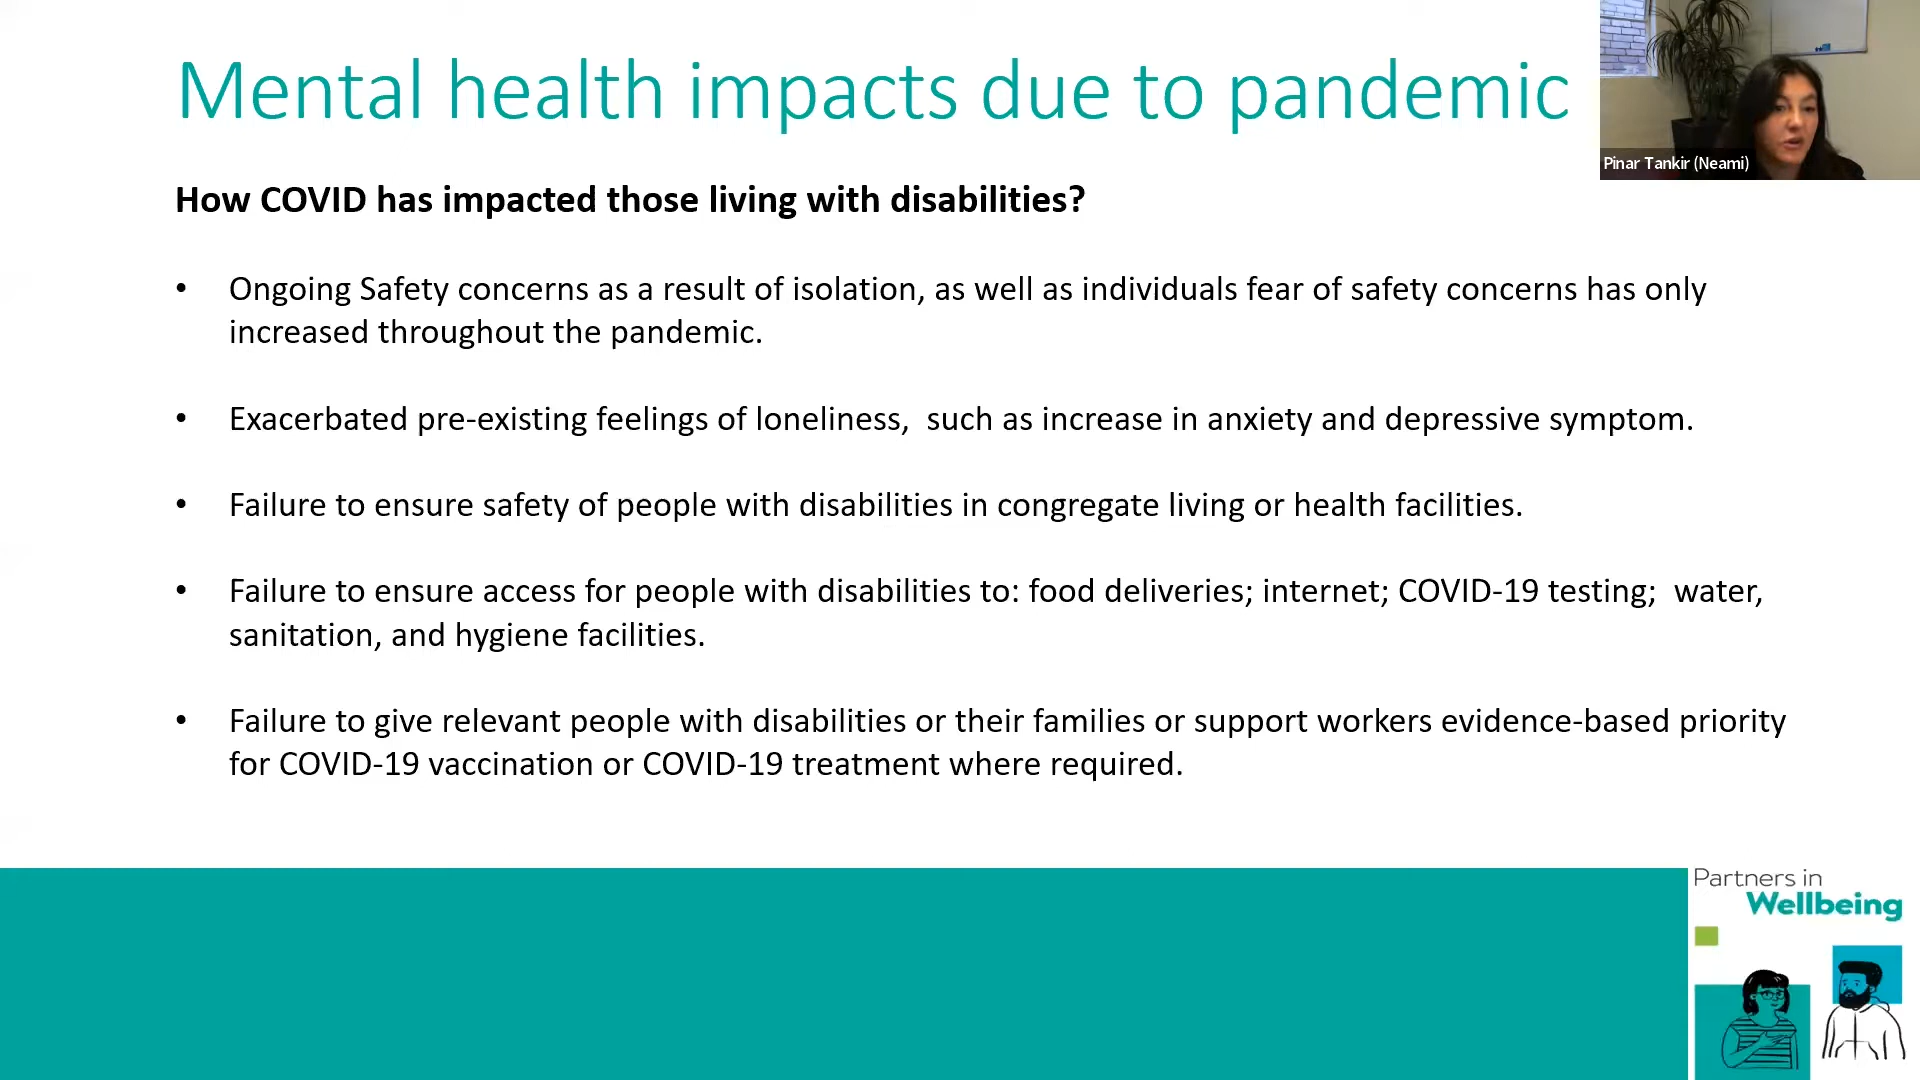 Mental health impacts due to pandemic
Pinar Tankir (Neami)
How COVID has impacted those living with disabilities?
• Ongoing Safety concerns as a result of isolation, as well as individuals fear of safety concerns has only
increased throughout the pandemic.
• Exacerbated pre-existing feelings of loneliness,  such as increase in anxiety and depressive symptom.
• Failure to ensure safety of people with disabilities in congregate living or health facilities.
• Failure to ensure access for people with disabilities to: food deliveries; internet; COVID-19 testing;  water,
sanitation, and hygiene facilities.
• Failure to give relevant people with disabilities or their families or support workers evidence-based priority
for COVID-19 vaccination or COVID-19 treatment where required.
Partners in
Wellbeing